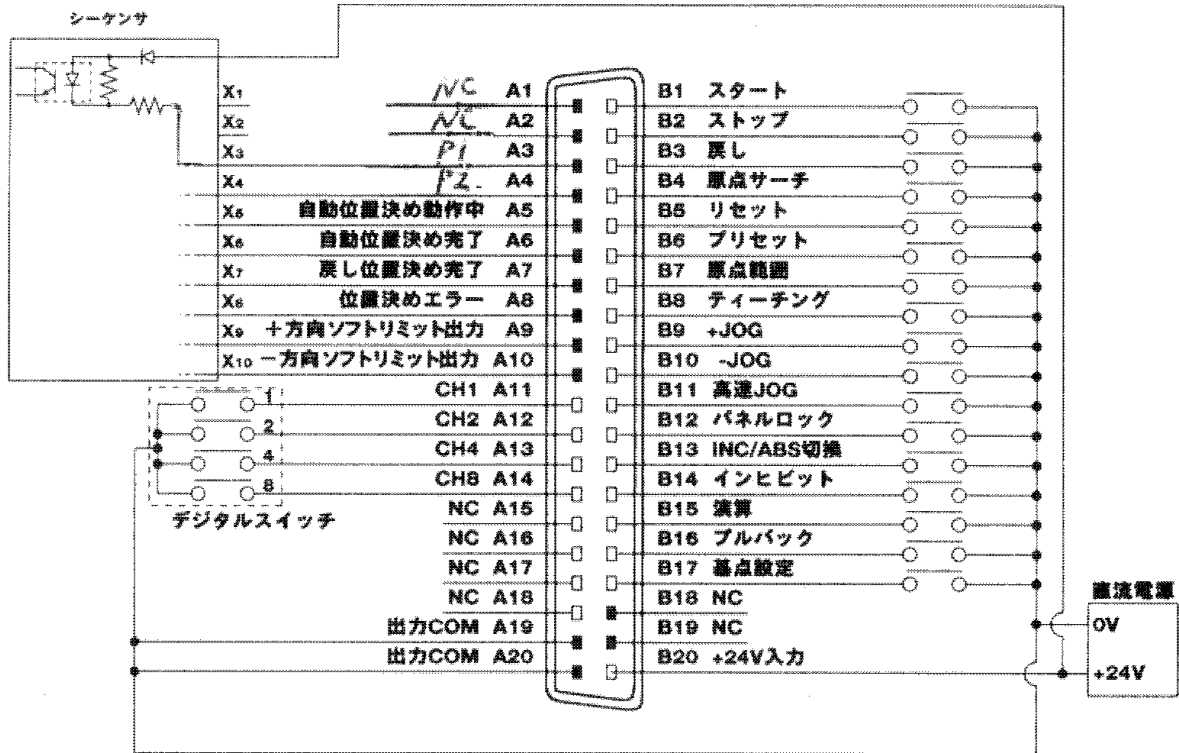 シーケンサ
X1 NC A1
X2 NC A2
X3 P1 A3
X4 P2 A4
X5 自動位置決め動作中 A5
X6 自動位置決め完了 A6
X7 戻し位置決め完了 A7
X8 位置決めエラー A8
X9 +方向ソフトリミット出力 A9
X10 -方向ソフトリミット出力 A10
1 CH1 A11
2 CH2 A12
4 CH4 A13
8 CH8 A14
デジタルスイッチ
NC A15
NC A16
NC A17
NC A18
出力COM A19
出力COM A20
B1 スタート
B2 ストップ
B3 戻し
B4 原点サーチ
B5 リセット
B6 プリセット
B7 原点範囲
B8 ティーチング
B9 +JOG
B10 -JOG
B11 高速JOG
B12 パネルロック
B13 INC/ABS切換
B14 インヒビット
B15 演算
B16 プルバック
B17 基点設定
B18 NC
B19 NC
B20 +24V入力
直流電源
0V
+24V